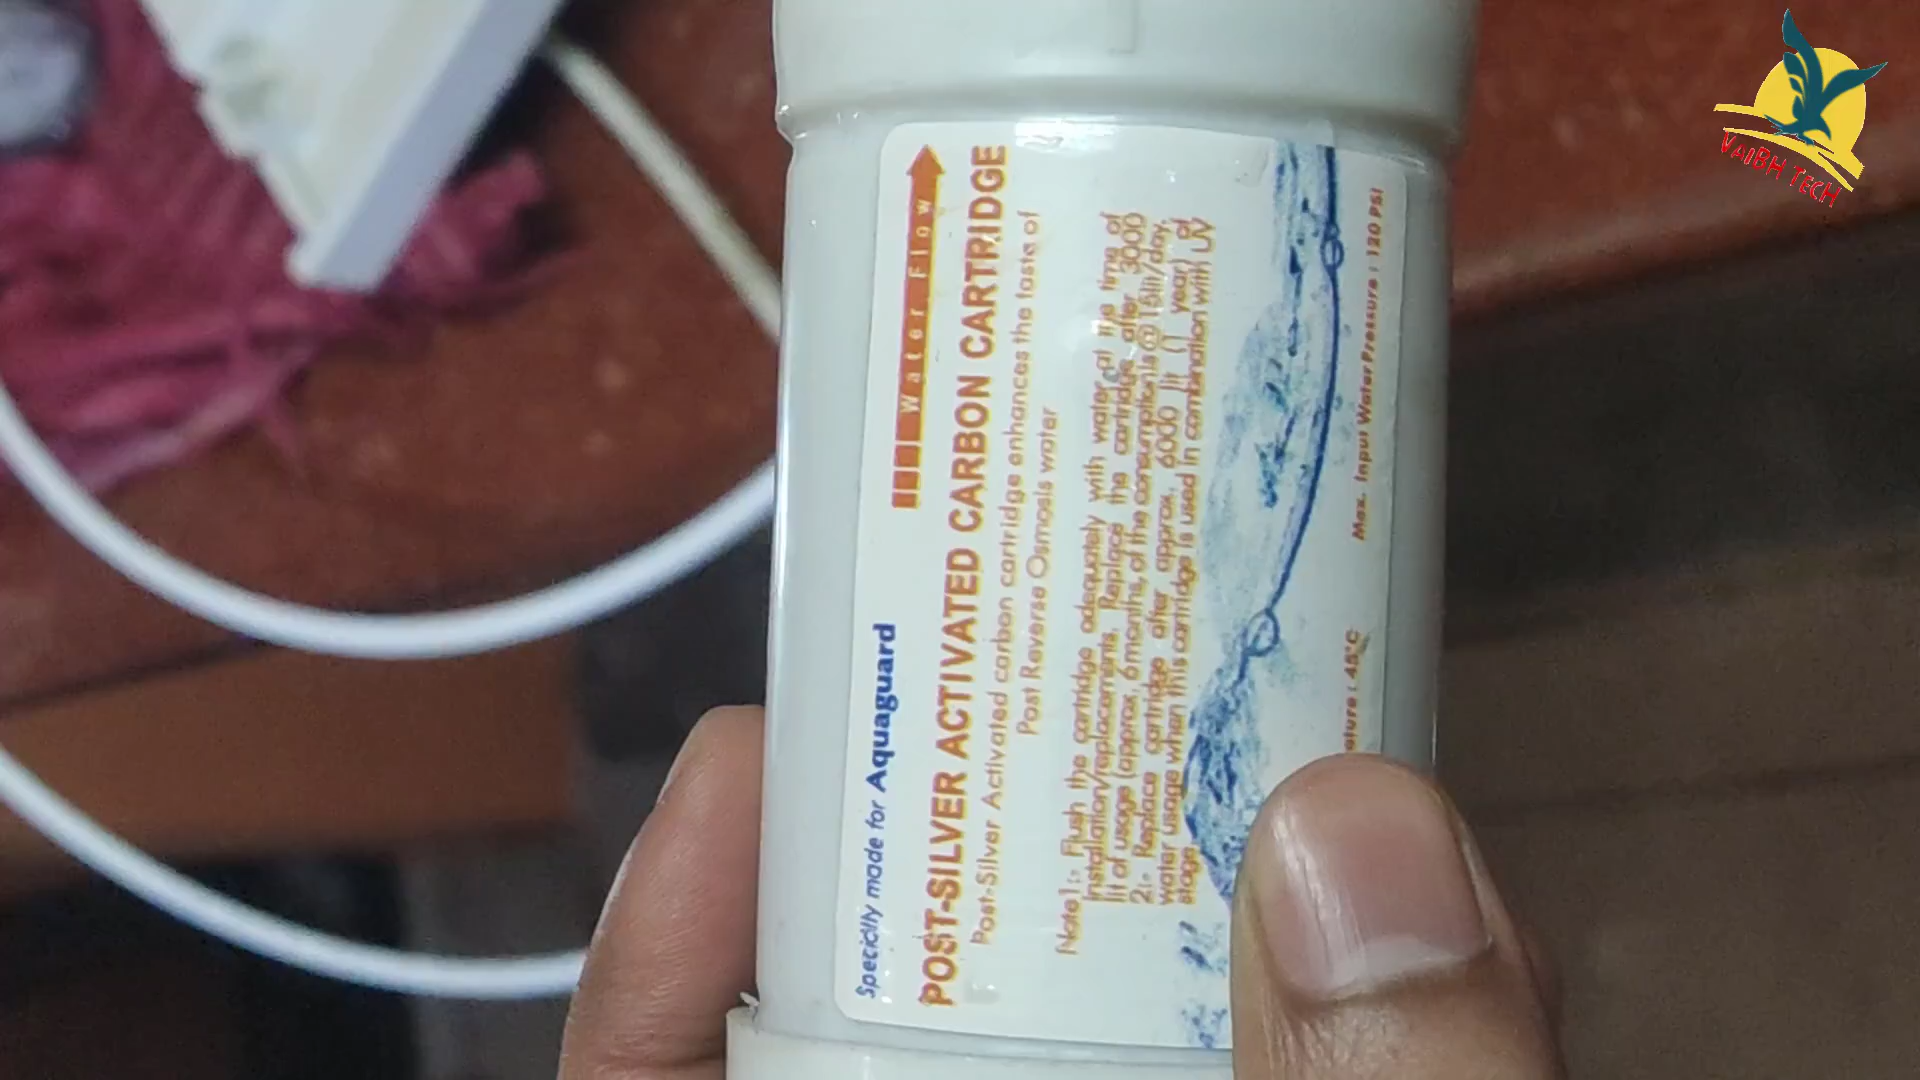 Specially made for Aquaguard
Water Flow
POST-SILVER ACTIVATED CARBON CARTRIDGE
Post-Silver Activated carbon cartridge enhances the taste of
Post Reverse Osmosis water
Note 1:- Flush the cartridge adequately with water at the time of
installation/replacements. Replace the cartridge after 3000
lit of usage (approx. 6 months, of the consumption is @ 15lit/day.
2:- Replace cartridge after approx. 6000 lit (1 year) of
water usage when this cartridge is used in combination with UV
stage
ature : 45°C
Max. Input Water Pressure : 120 PSI
VAIBH TECH